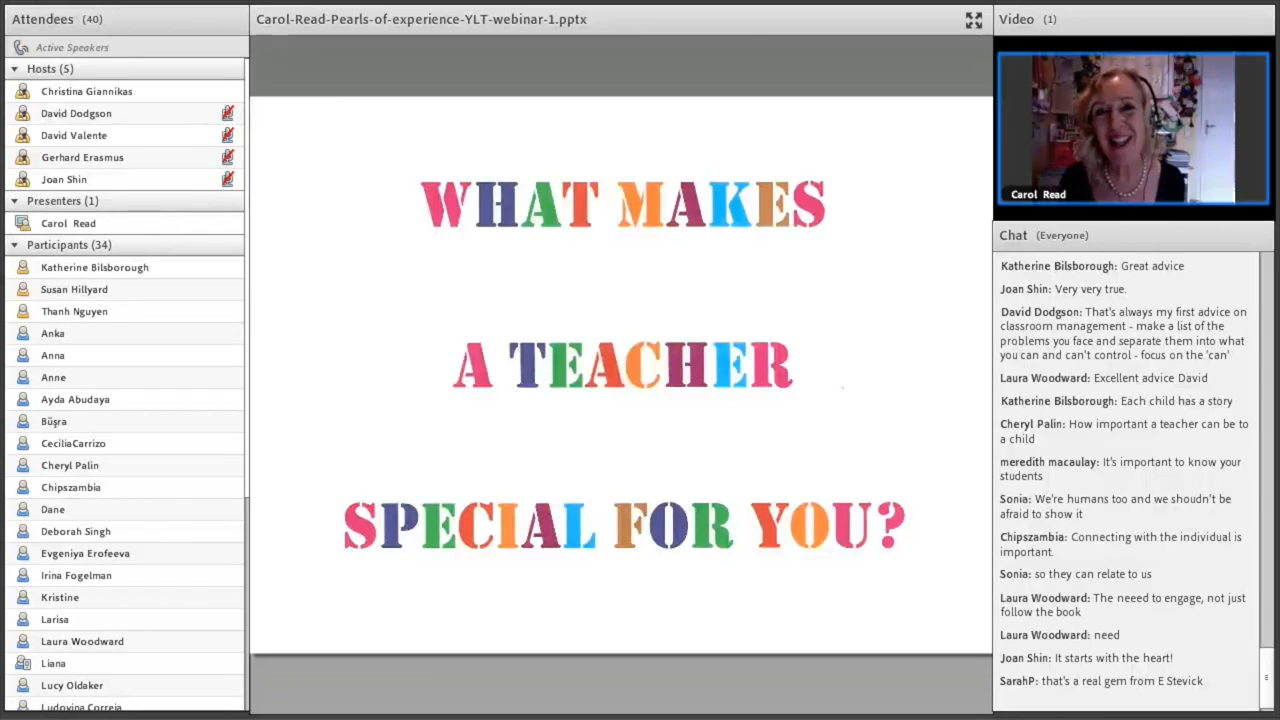 Attendees (40)
Active Speakers
Hosts (5)
Christina Giannikas
David Dodgson
David Valente
Gerhard Erasmus
Joan Shin
Presenters (1)
Carol Read
Participants (34)
Katherine Bilsborough
Susan Hillyard
Thanh Nguyen
Anka
Anna
Anne
Ayda Abudaya
Büşra
CeciliaCarrizo
Cheryl Palin
Chipszambia
Dane
Deborah Singh
Evgeniya Erofeeva
Irina Fogelman
Kristine
Larisa
Laura Woodward
Liana
Lucy Oldaker
Ludovina Correia
Carol-Read-Pearls-of-experience-YLT-webinar-1.pptx
WHAT MAKES
A TEACHER
SPECIAL FOR YOU?
Video (1)
Carol Read
Chat (Everyone)
Katherine Bilsborough: Great advice
Joan Shin: Very very true.
David Dodgson: That's always my first advice on
classroom management - make a list of the
problems you face and separate them into what
you can and can't control - focus on the 'can'
Laura Woodward: Excellent advice David
Katherine Bilsborough: Each child has a story
Cheryl Palin: How important a teacher can be to
a child
meredith macaulay: It's important to know your
students
Sonia: We're humans too and we shoudn't be
afraid to show it
Chipszambia: Connecting with the individual is
important.
Sonia: so they can relate to us
Laura Woodward: The neeed to engage, not just
follow the book
Laura Woodward: need
Joan Shin: It starts with the heart!
SarahP: that's a real gem from E Stevick